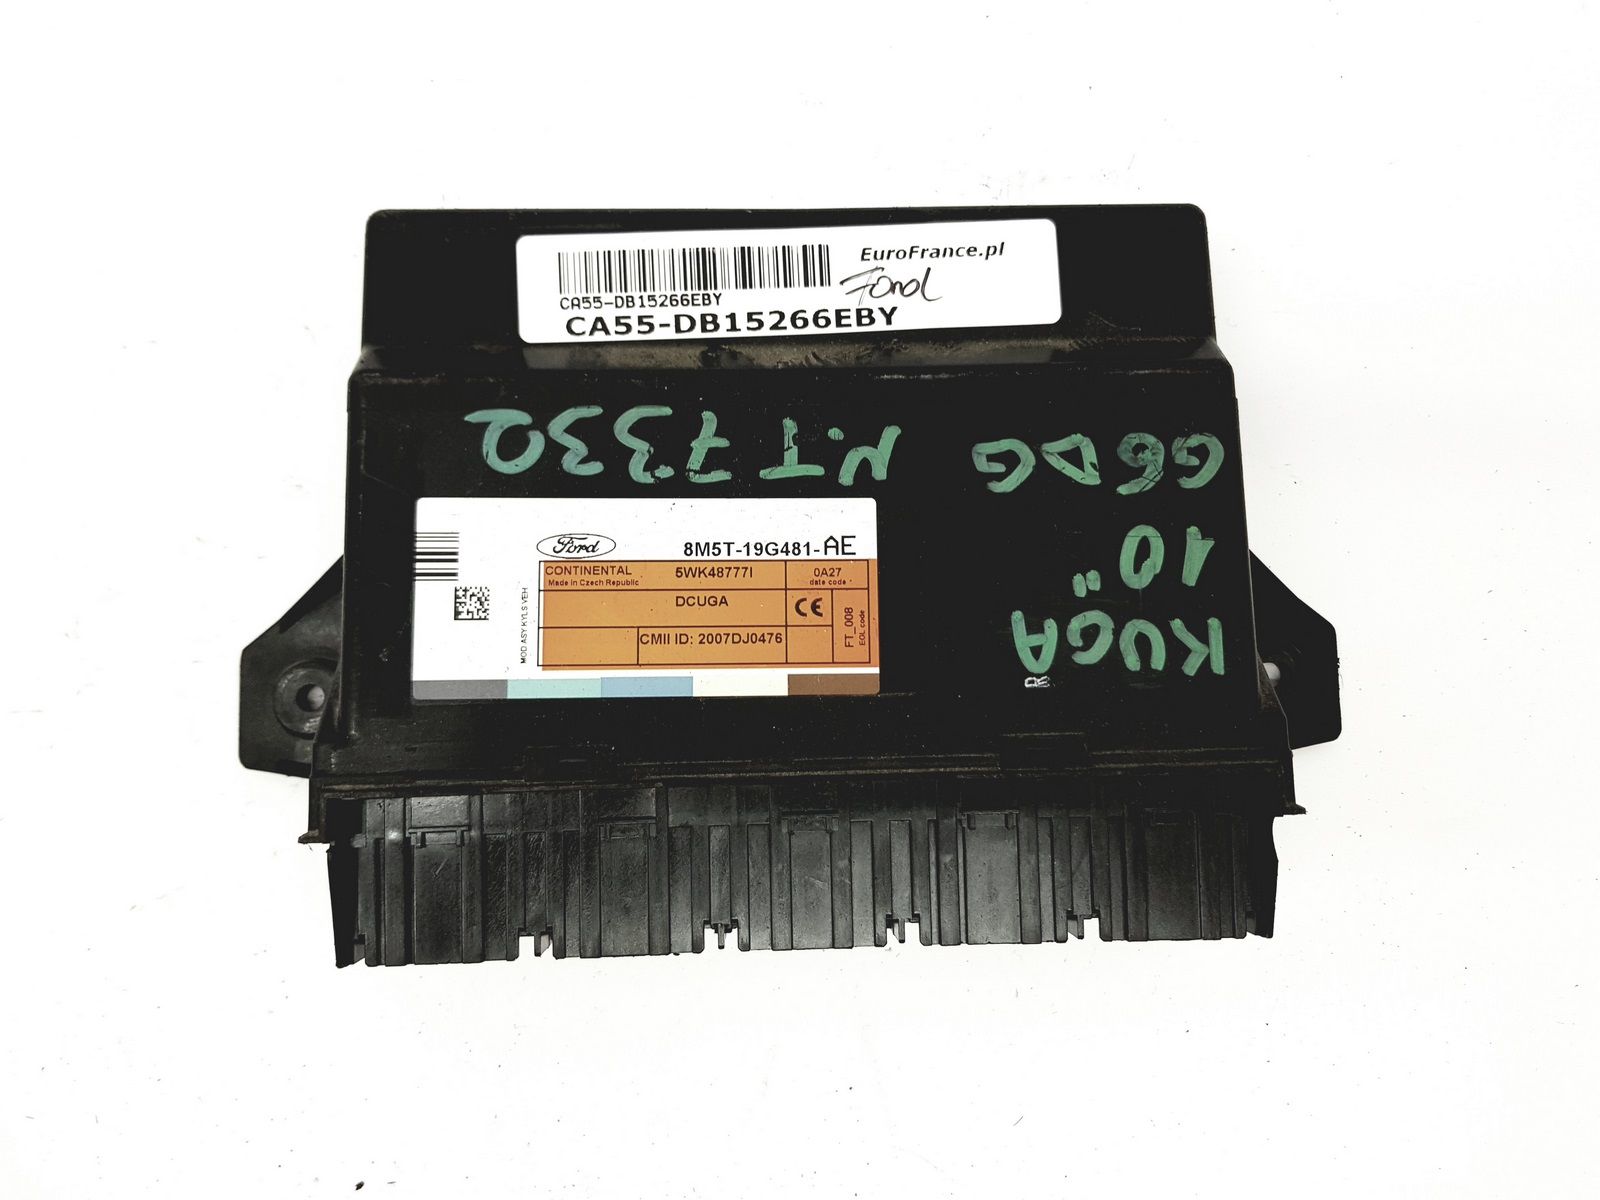 EuroFrance.pl
CA55-DB15266EBY
Ford
CA55-DB15266EBY
KUGA
10"
G6DG N.T 7330
Ford 8M5T-19G481-AE
CONTINENTAL 5WK48777I 0A27
Made in Czech Republic date code
DCUGA CE
CMII ID: 2007DJ0476
FT_008
EOL code
MOD ASY KYLS VEH